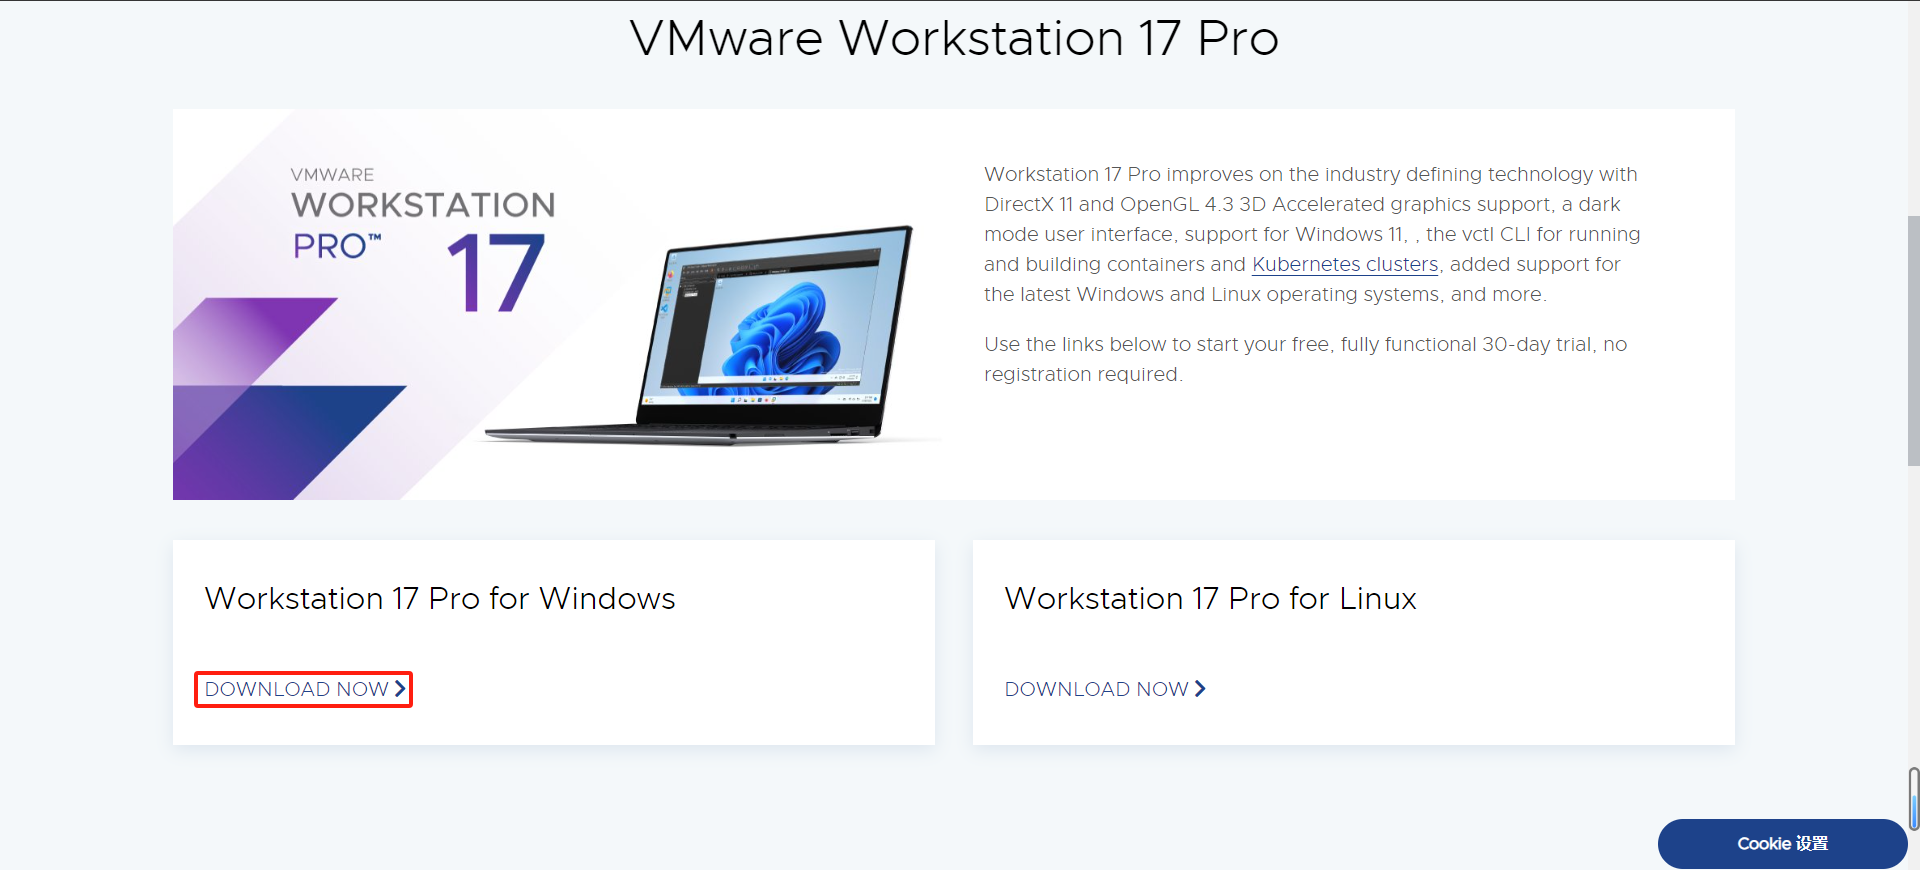 VMware Workstation 17 Pro
VMWARE
WORKSTATION
PRO™
17
Workstation 17 Pro improves on the industry defining technology with
DirectX 11 and OpenGL 4.3 3D Accelerated graphics support, a dark
mode user interface, support for Windows 11, , the vctl CLI for running
and building containers and Kubernetes clusters, added support for
the latest Windows and Linux operating systems, and more.
Use the links below to start your free, fully functional 30-day trial, no
registration required.
Workstation 17 Pro for Windows
DOWNLOAD NOW
Workstation 17 Pro for Linux
DOWNLOAD NOW
Cookie 设置